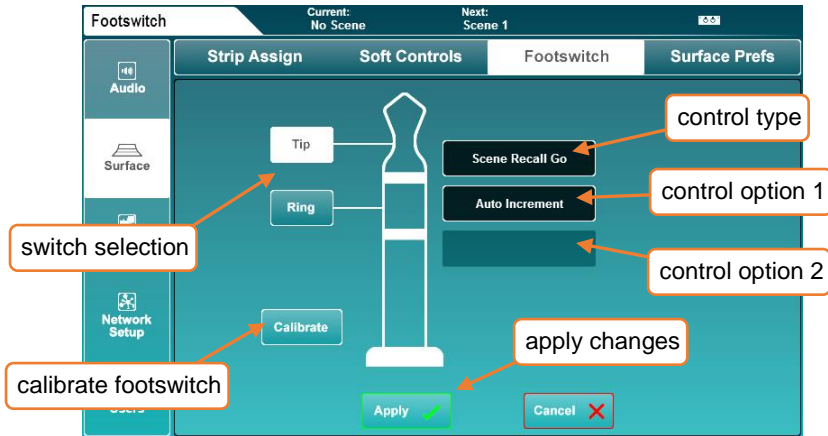 Footswitch
Current:
No Scene
Next:
Scene 1
Audio
Surface
Network
Setup
Strip Assign
Soft Controls
Footswitch
Surface Prefs
Tip
Ring
Calibrate
Scene Recall Go
Auto Increment
Apply
Cancel
control type
control option 1
control option 2
switch selection
calibrate footswitch
apply changes